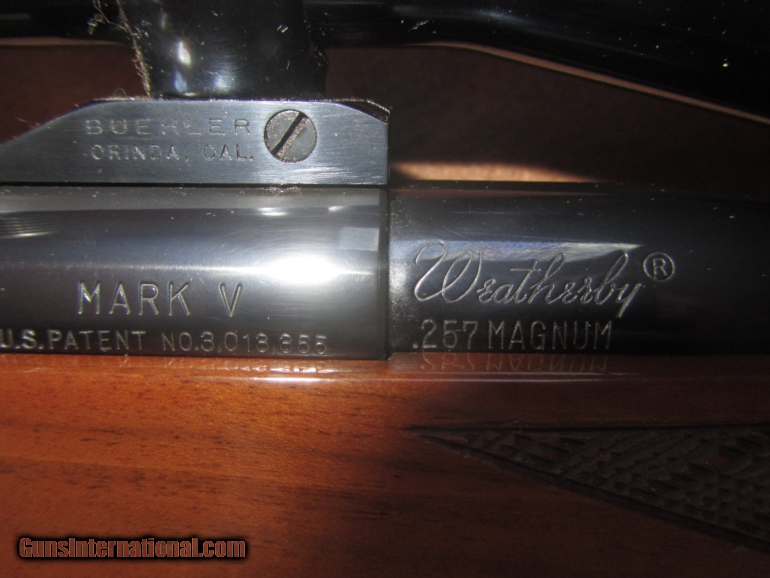 BUEHLER
ORINDA, CAL.
MARK V
U.S. PATENT NO. 3,013,355
Weatherby®
.257 MAGNUM
GunsInternational.com